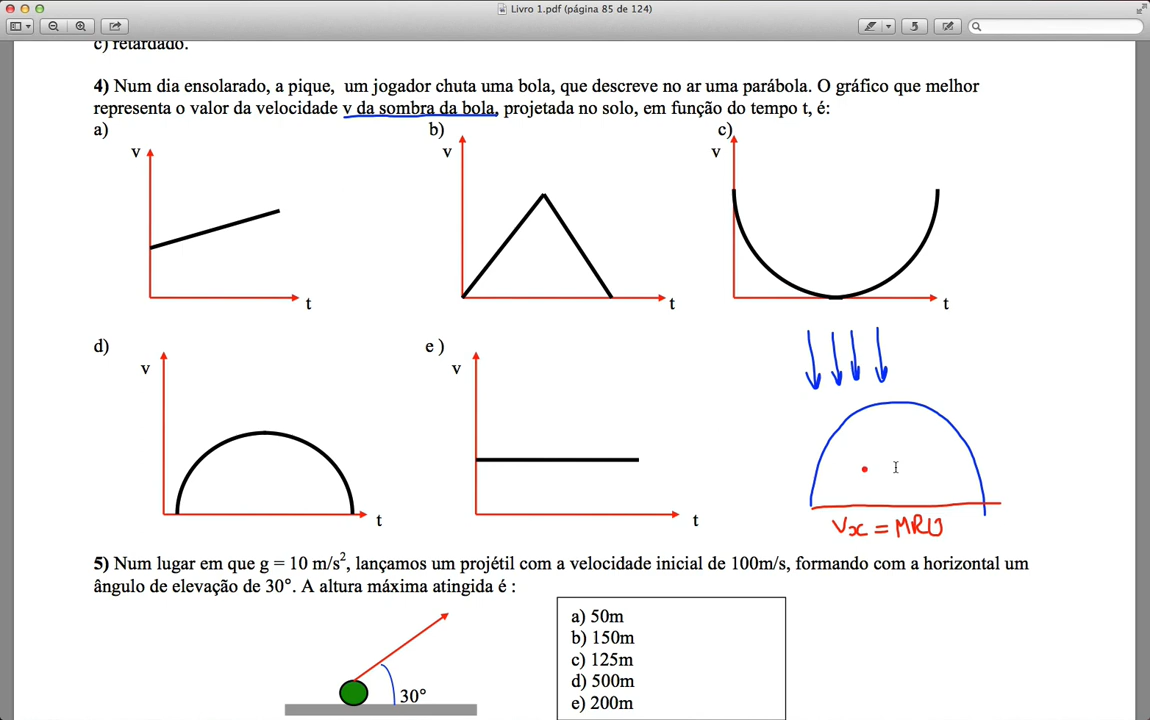 Livro 1.pdf (página 85 de 124)
5
c) retardado.
4) Num dia ensolarado, a pique, um jogador chuta uma bola, que descreve no ar uma parábola. O gráfico que melhor
representa o valor da velocidade v da sombra da bola, projetada no solo, em função do tempo t, é:
a) b) c)
v v v
t t t
d) e )
v v
t t
Vx = MRU
5) Num lugar em que g = 10 m/s², lançamos um projétil com a velocidade inicial de 100m/s, formando com a horizontal um
ângulo de elevação de 30°. A altura máxima atingida é :
a) 50m
b) 150m
c) 125m
d) 500m
e) 200m
30°